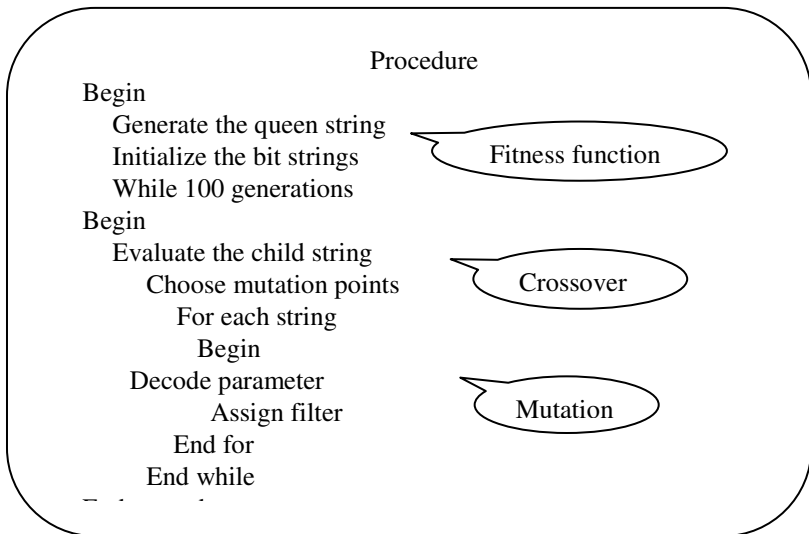 Procedure
Begin
Generate the queen string
Initialize the bit strings
While 100 generations
Begin
Evaluate the child string
Choose mutation points
For each string
Begin
Decode parameter
Assign filter
End for
End while
Fitness function
Crossover
Mutation